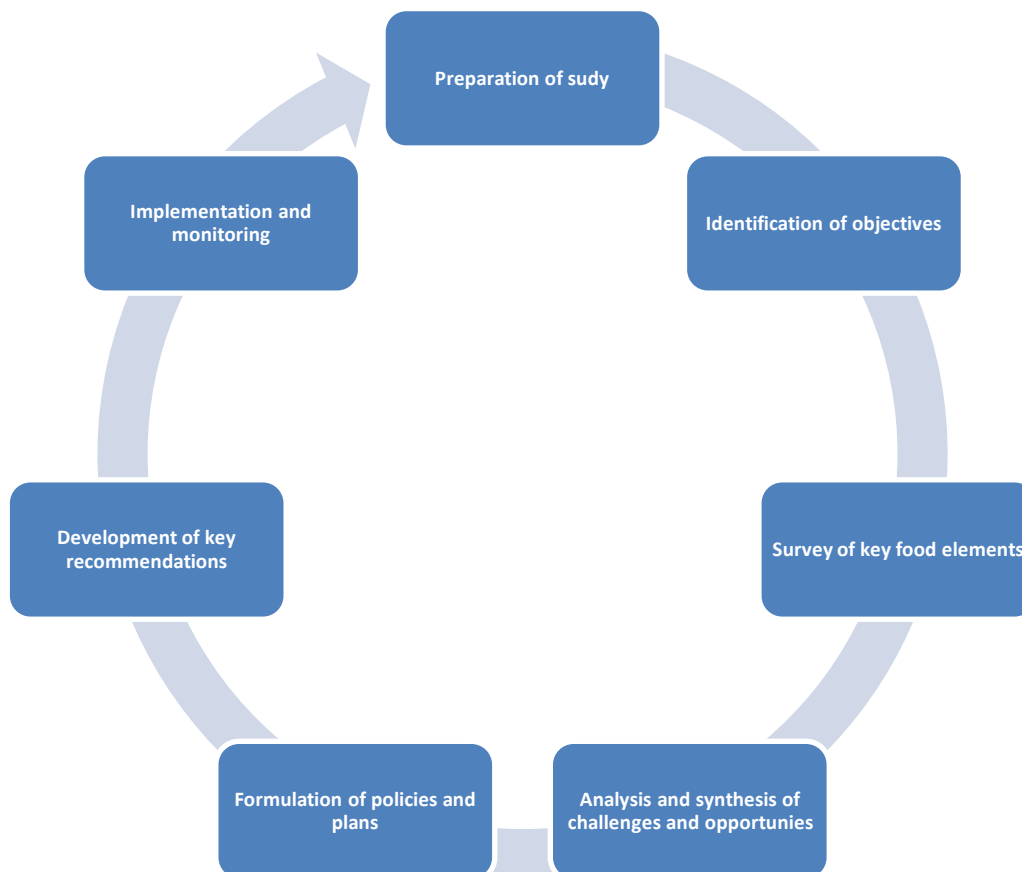 Preparation of sudy
Identification of objectives
Survey of key food elements
Analysis and synthesis of
challenges and opportunies
Formulation of policies and
plans
Development of key
recommendations
Implementation and
monitoring